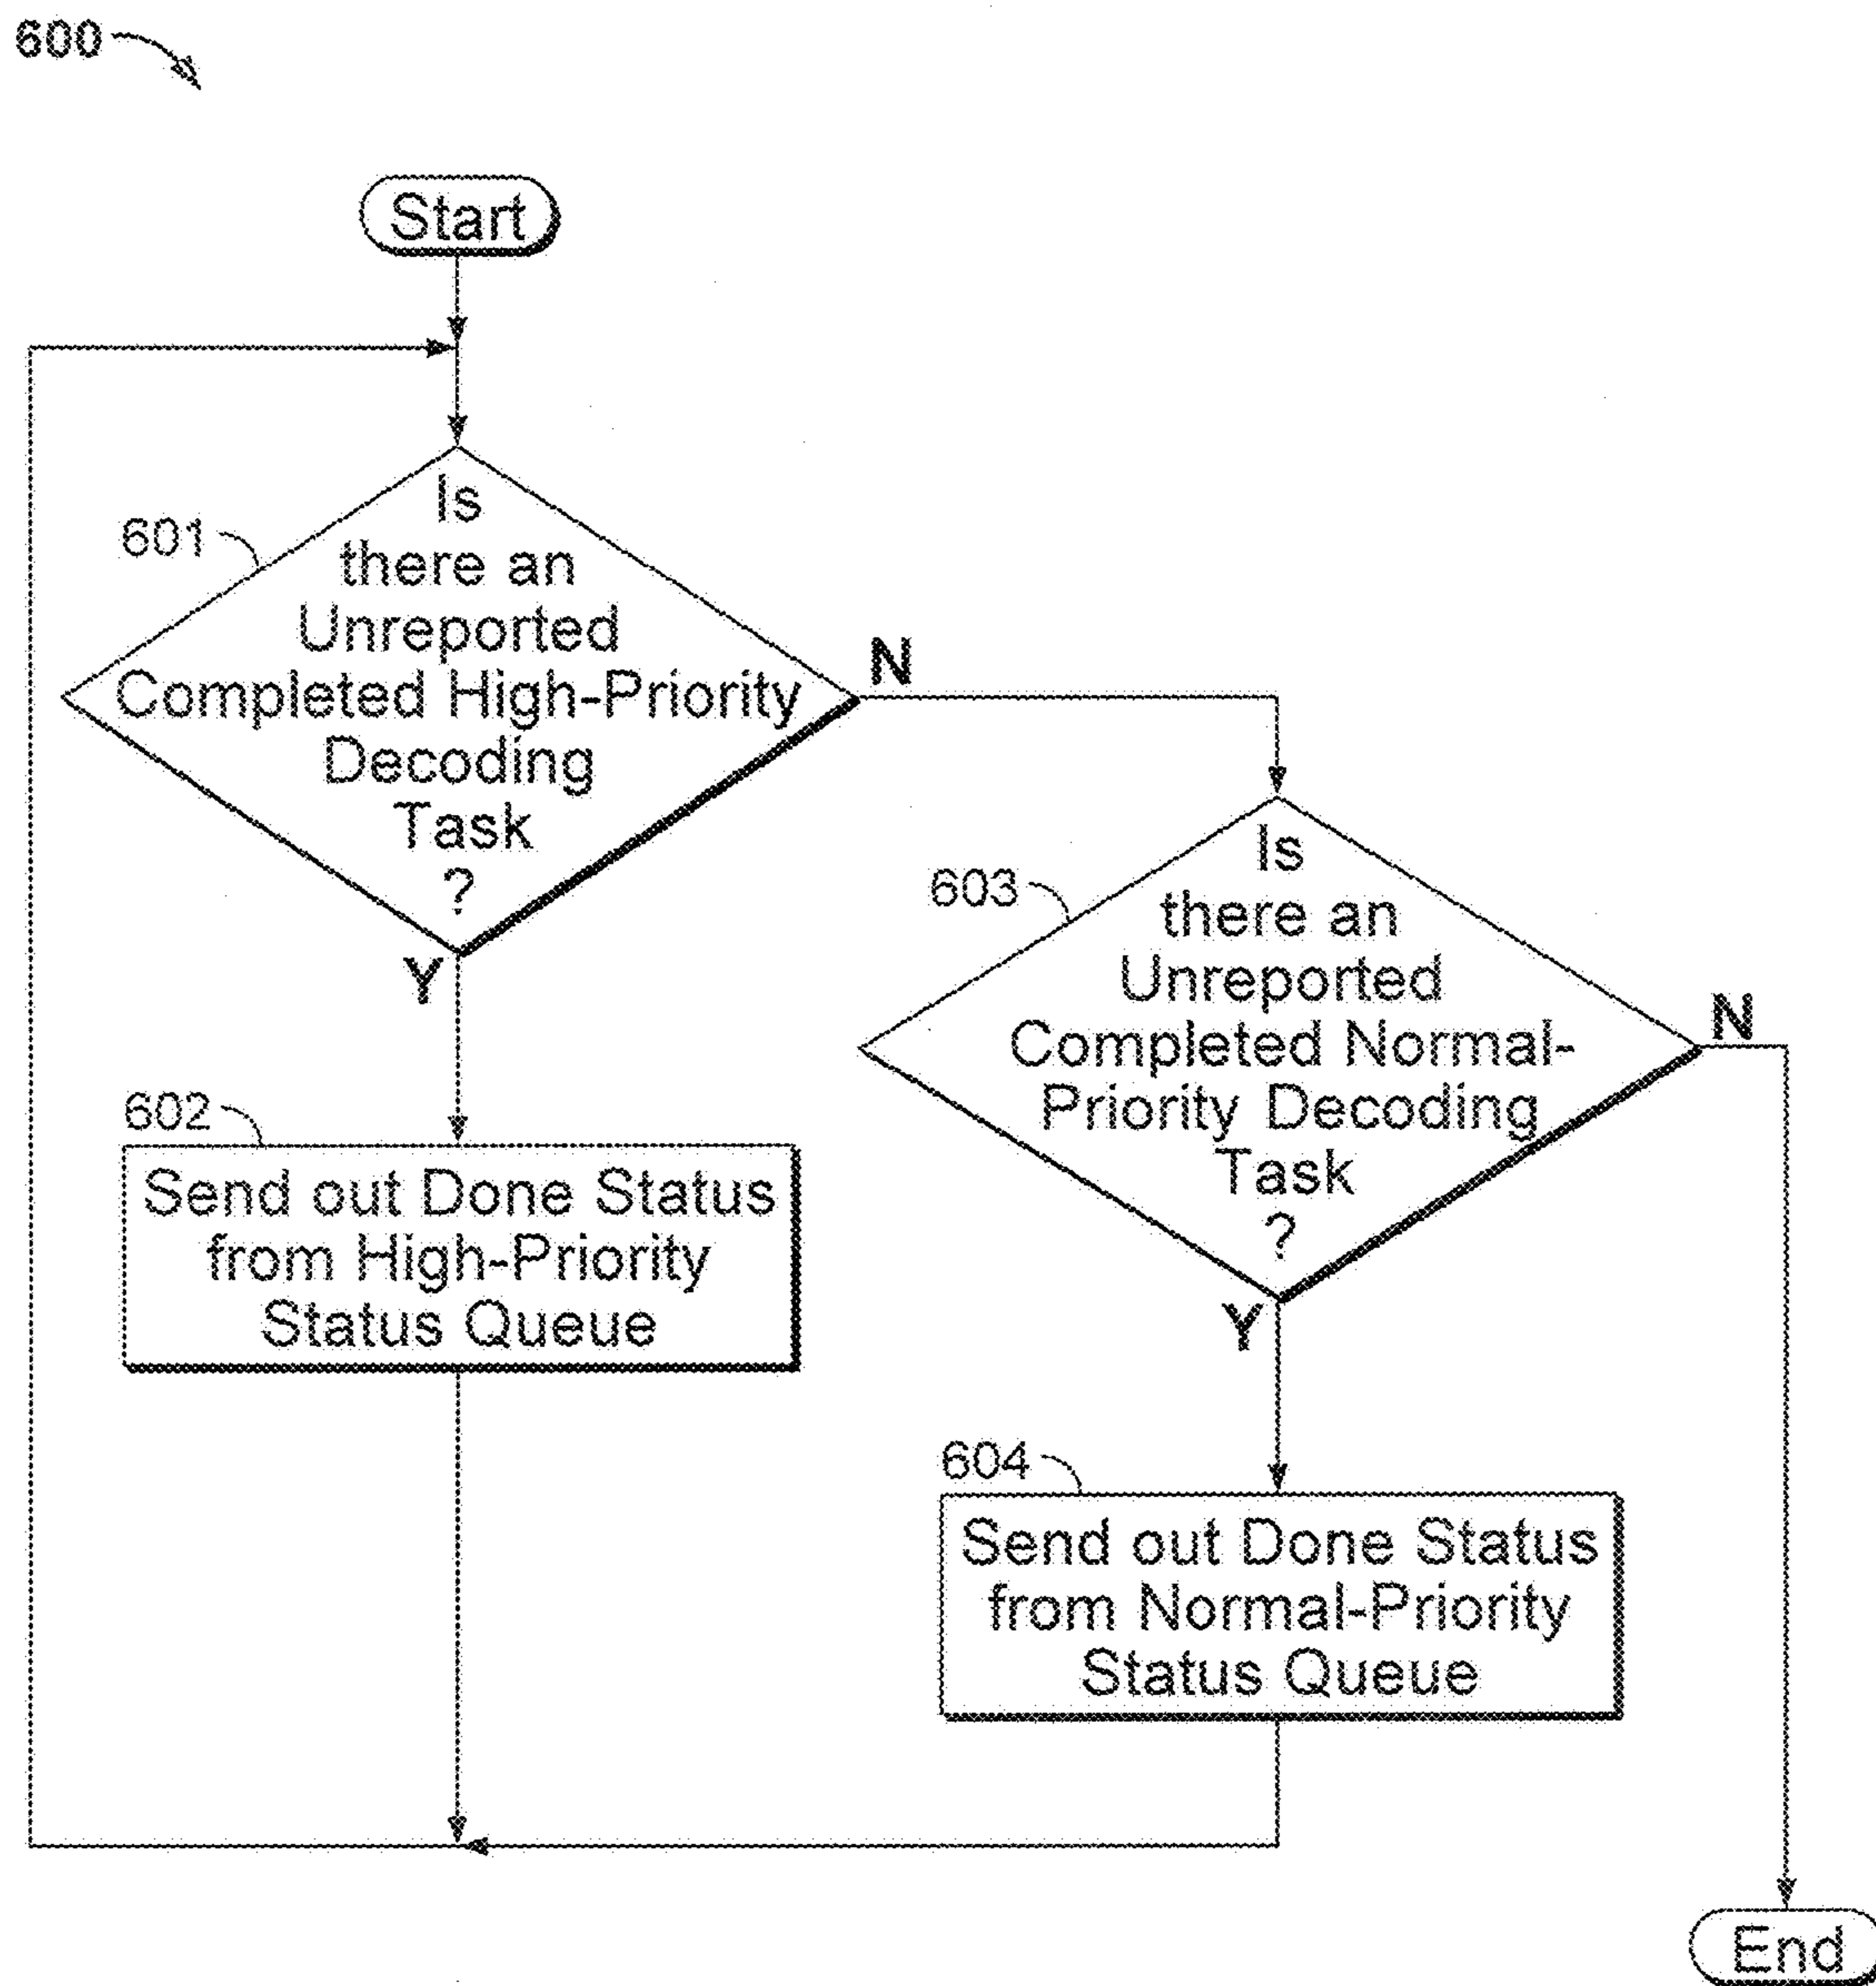 600
Start
601
Is
there an
Unreported
Completed High-Priority
Decoding
Task
?
N
Y
602
Send out Done Status
from High-Priority
Status Queue
603
Is
there an
Unreported
Completed Normal-
Priority Decoding
Task
?
N
Y
604
Send out Done Status
from Normal-Priority
Status Queue
End